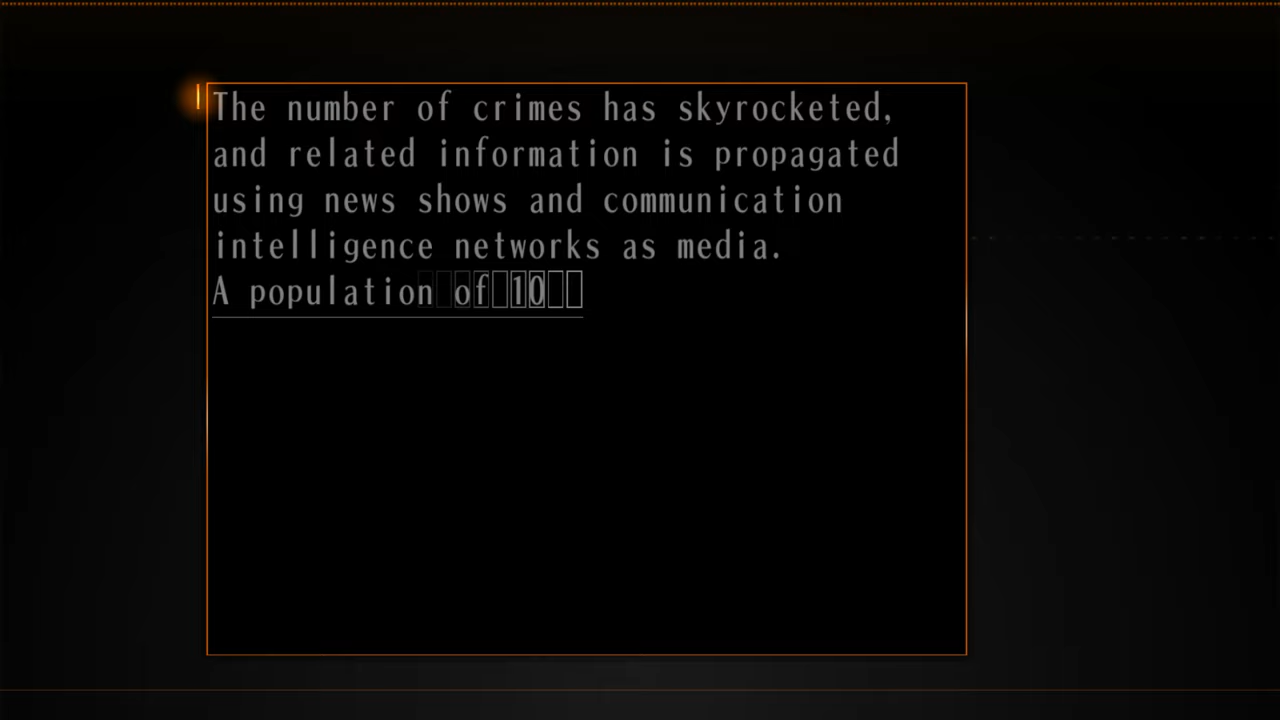 The number of crimes has skyrocketed,
and related information is propagated
using news shows and communication
intelligence networks as media.
A population of 10